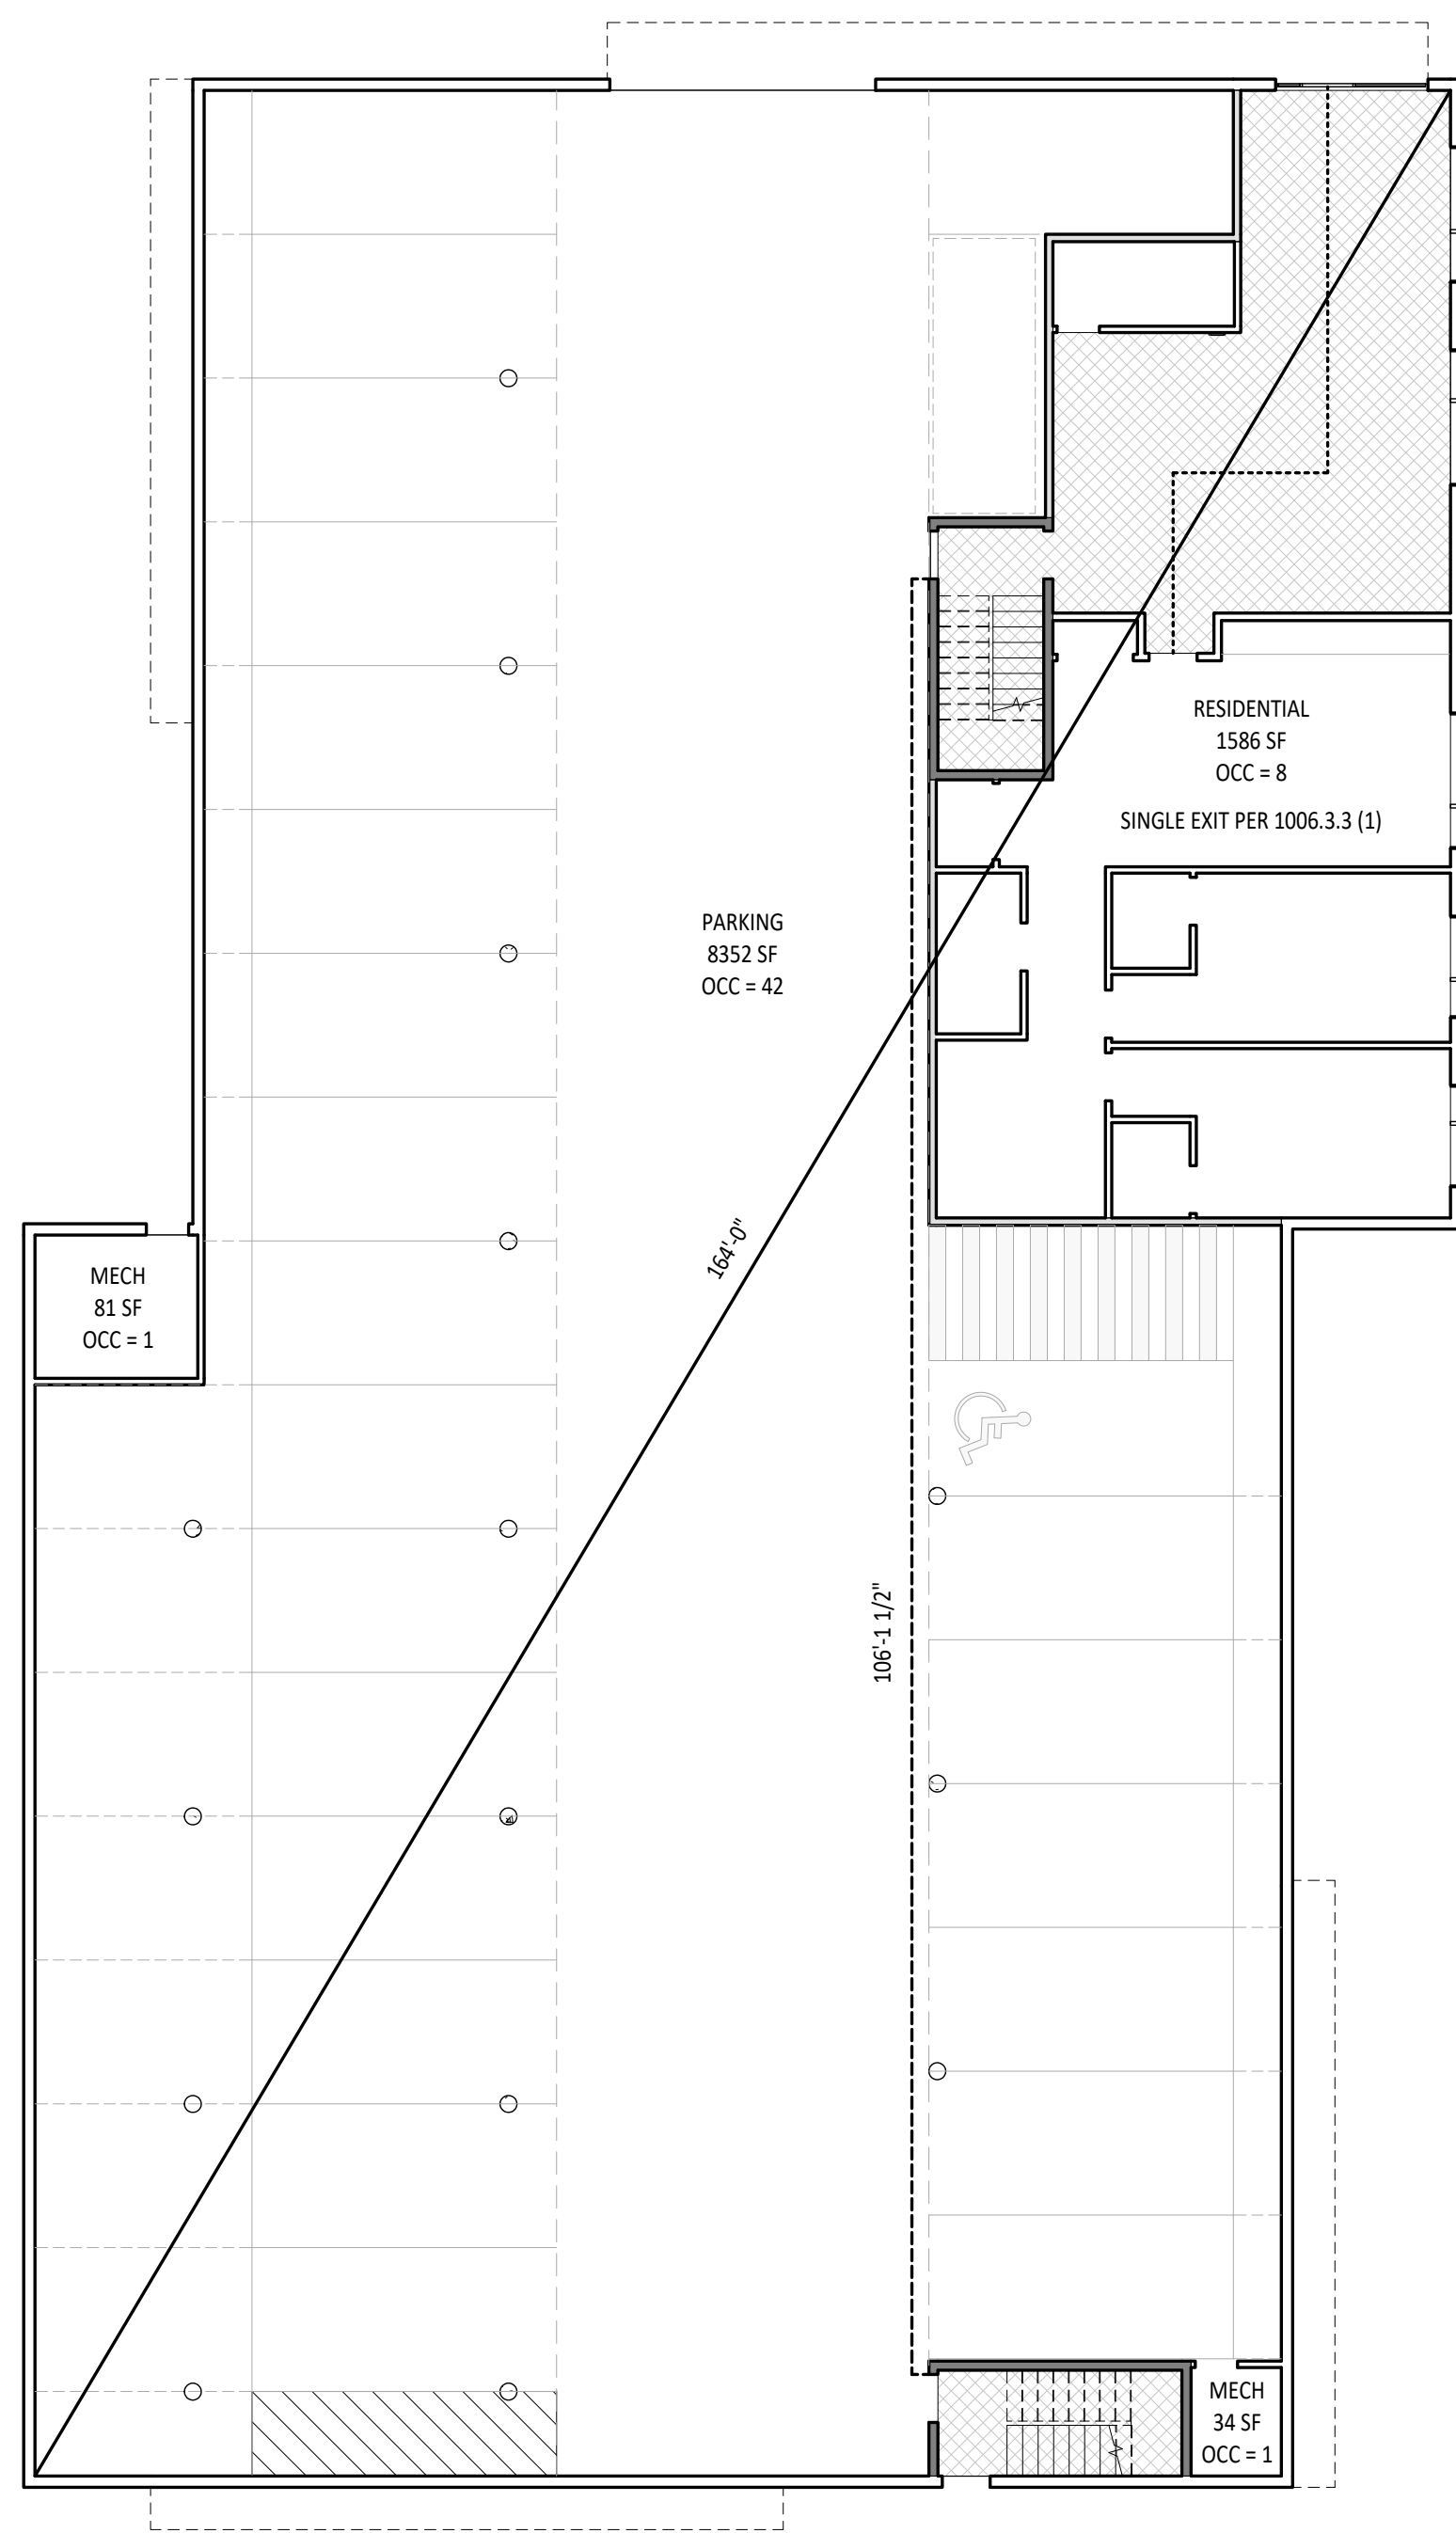 RESIDENTIAL
1586 SF
OCC = 8
SINGLE EXIT PER 1006.3.3 (1)
PARKING
8352 SF
OCC = 42
164'-0"
MECH
81 SF
OCC = 1
106'-1 1/2"
MECH
34 SF
OCC = 1